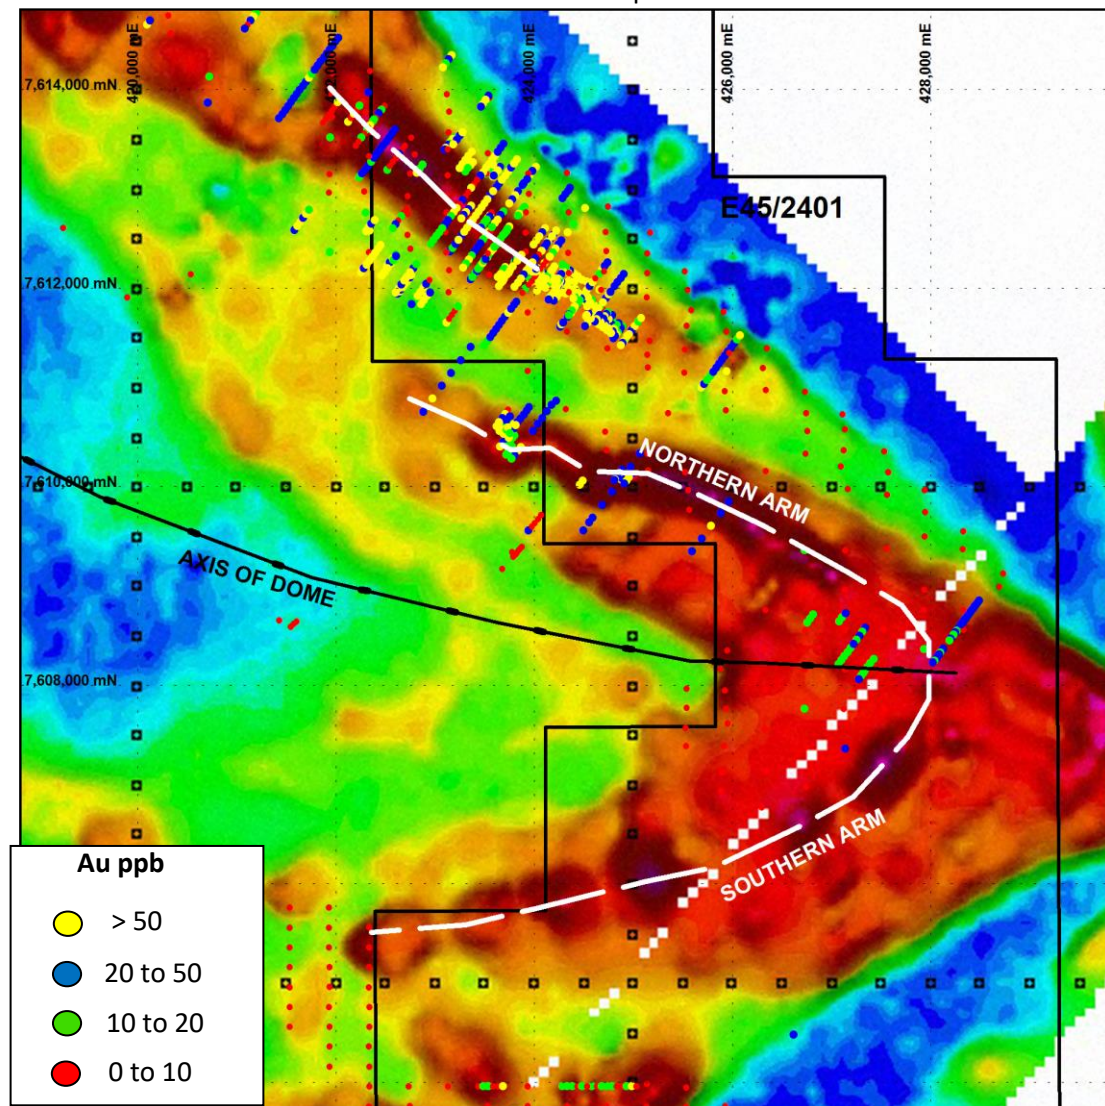 420,000 mE
422,000 mE
424,000 mE
426,000 mE
428,000 mE
7,614,000 mN
E45/2401
7,612,000 mN
NORTHERN ARM
7,610,000 mN
AXIS OF DOME
7,608,000 mN
SOUTHERN ARM
Au ppb
> 50
20 to 50
10 to 20
0 to 10